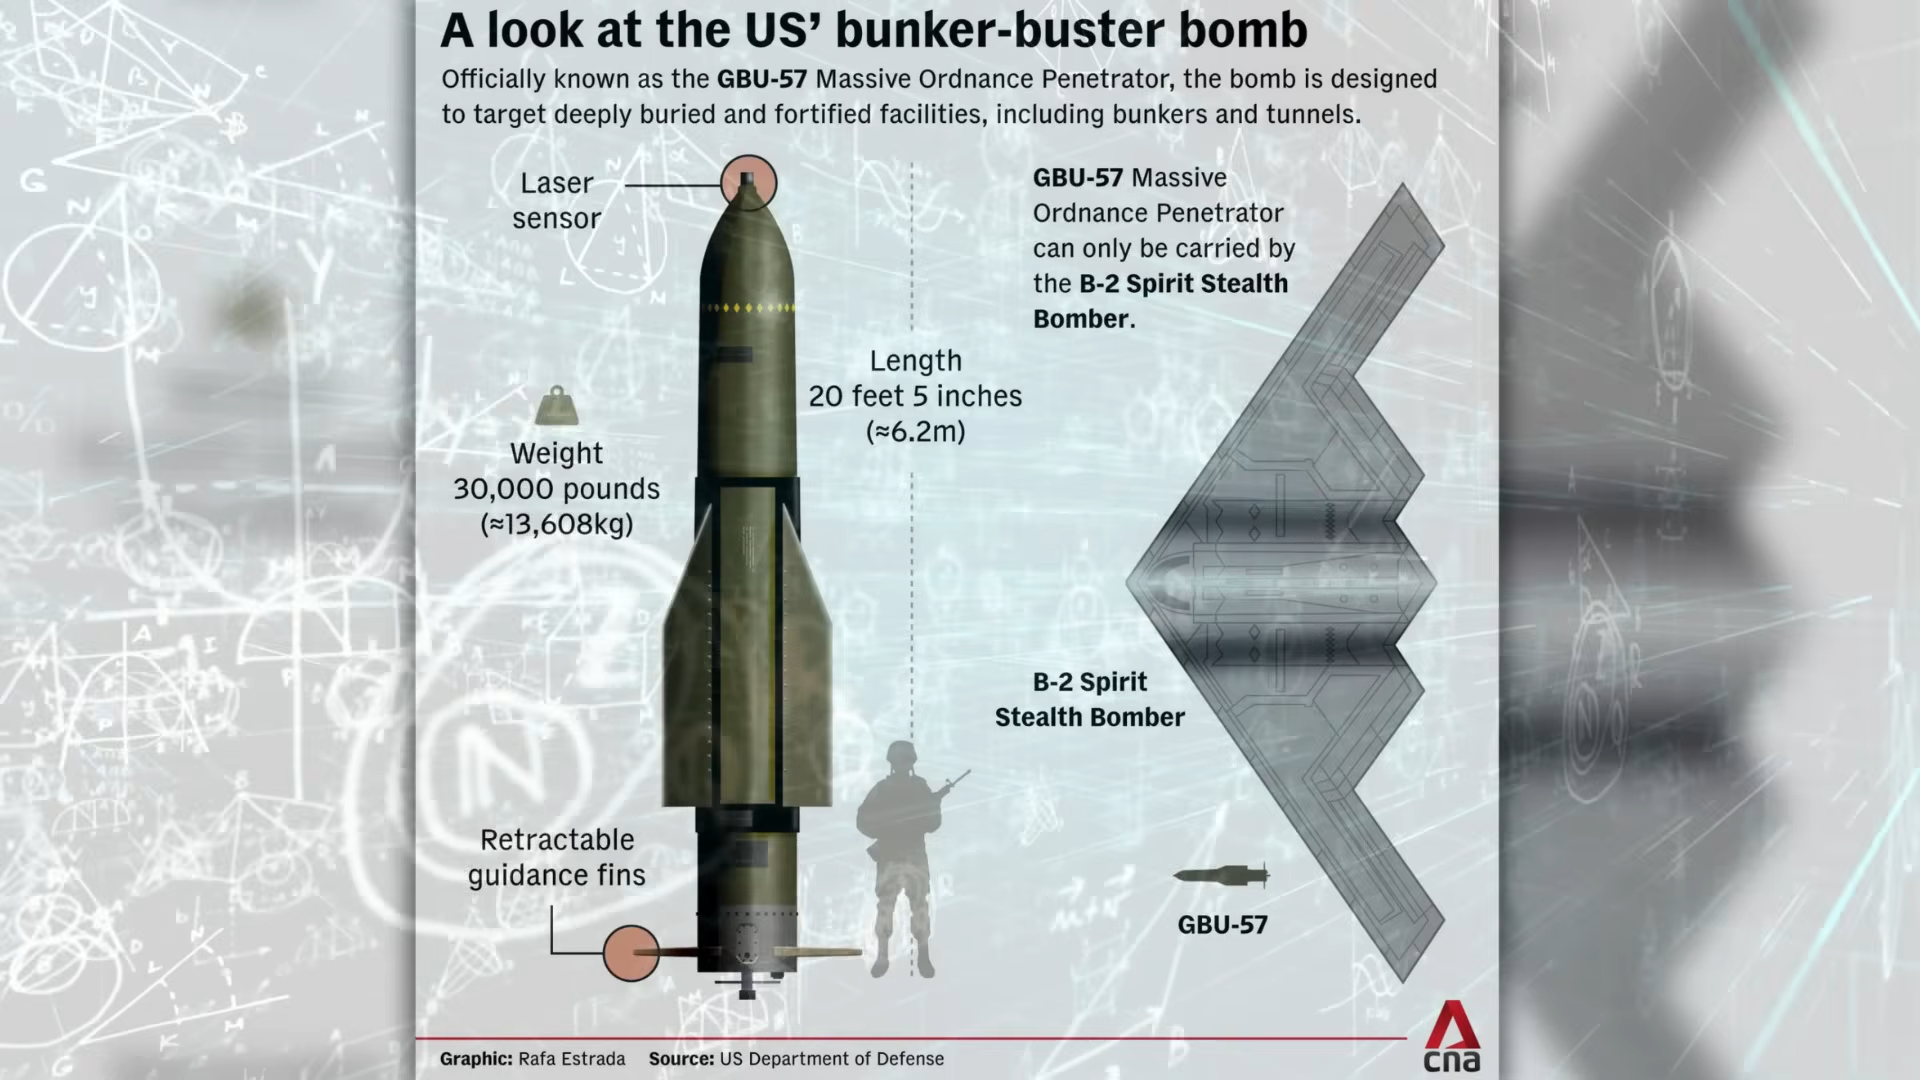 A look at the US’ bunker-buster bomb
Officially known as the GBU-57 Massive Ordnance Penetrator, the bomb is designed
to target deeply buried and fortified facilities, including bunkers and tunnels.
Laser
sensor
GBU-57 Massive
Ordnance Penetrator
can only be carried by
the B-2 Spirit Stealth
Bomber.
Length
20 feet 5 inches
(≈6.2m)
Weight
30,000 pounds
(≈13,608kg)
B-2 Spirit
Stealth Bomber
Retractable
guidance fins
GBU-57
Graphic: Rafa Estrada Source: US Department of Defense
cna